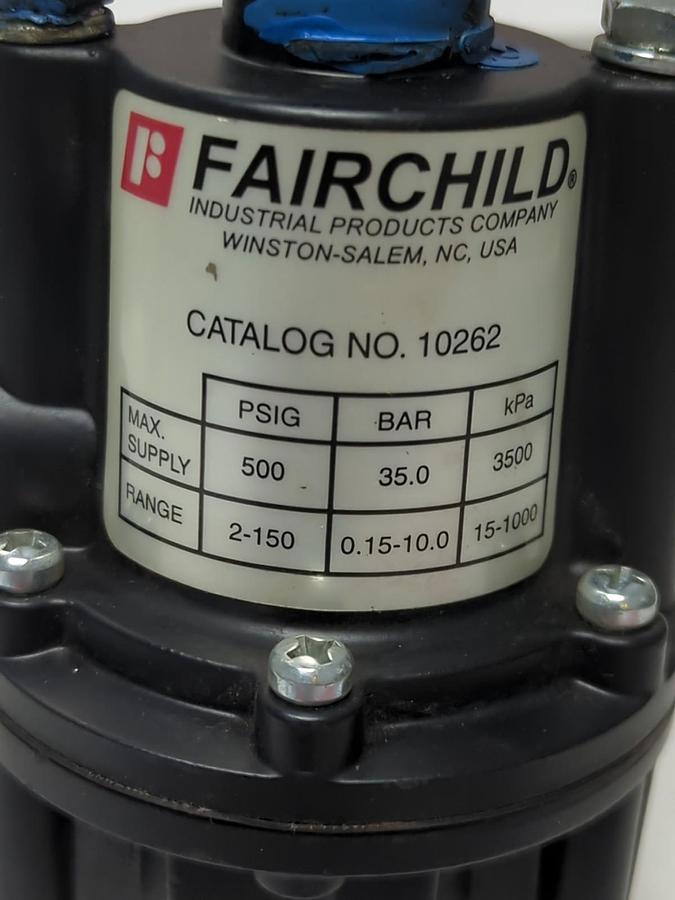 FAIRCHILD®
INDUSTRIAL PRODUCTS COMPANY
WINSTON-SALEM, NC, USA
CATALOG NO. 10262
PSIG BAR kPa
MAX.
SUPPLY 500 35.0 3500
RANGE 2-150 0.15-10.0 15-1000